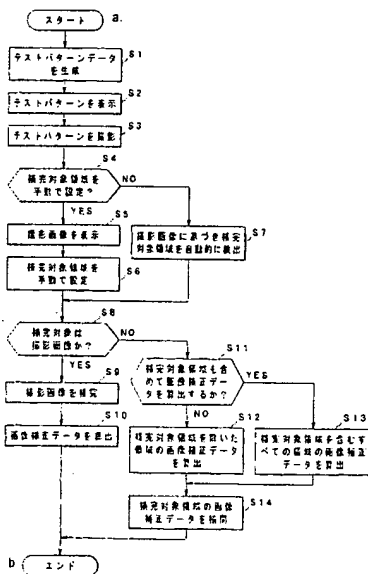 スタート
a.
S1
テストパターンデータ
を生成
S2
テストパターンを表示
S3
テストパターンを撮影
S4
補完対象領域を
手動で設定?
NO
YES
S5
撮影画像を表示
S7
撮影画像に基づき補完
対象領域を自動的に検出
S6
補完対象領域を
手動で設定
S8
補完対象は
撮影画像か?
NO
YES
S9
撮影画像を補完
S11
補完対象領域も含
めて画像補正デー
タを算出するか?
YES
NO
S10
画像補正データを算出
S12
補完対象領域を除いた
領域の画像補正データ
を算出
S13
補完対象領域を含むす
べての領域の画像補正
データを算出
S14
補完対象領域の画像
補正データを補間
b
エンド